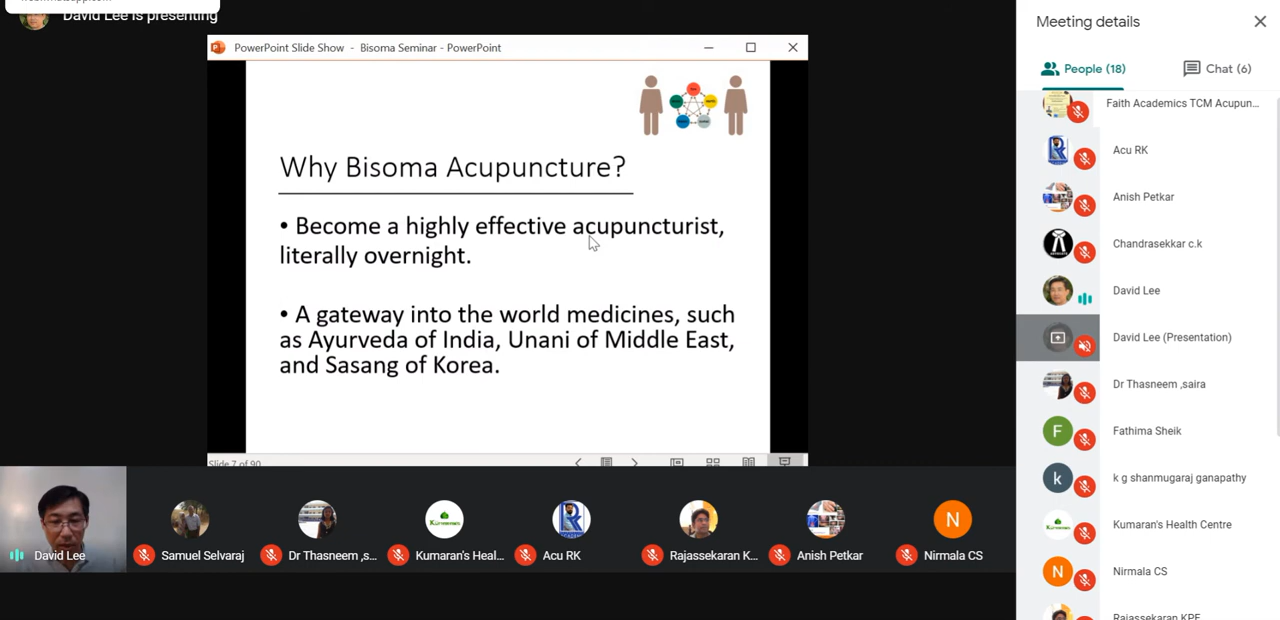 David Lee is presenting
PowerPoint Slide Show - Bisoma Seminar - PowerPoint
Why Bisoma Acupuncture?
• Become a highly effective acupuncturist,
literally overnight.
• A gateway into the world medicines, such
as Ayurveda of India, Unani of Middle East,
and Sasang of Korea.
Slide 7 of 90
David Lee
Samuel Selvaraj
Dr Thasneem ,s...
Kumaran's Heal...
Acu RK
Rajassekaran K...
Anish Petkar
N
Nirmala CS
Meeting details
People (18)
Chat (6)
Faith Academics TCM Acupun...
Acu RK
Anish Petkar
Chandrasekkar c.k
David Lee
David Lee (Presentation)
Dr Thasneem ,saira
F
Fathima Sheik
k
k g shanmugaraj ganapathy
Kumaran's Health Centre
N
Nirmala CS
Rajassekaran KPF